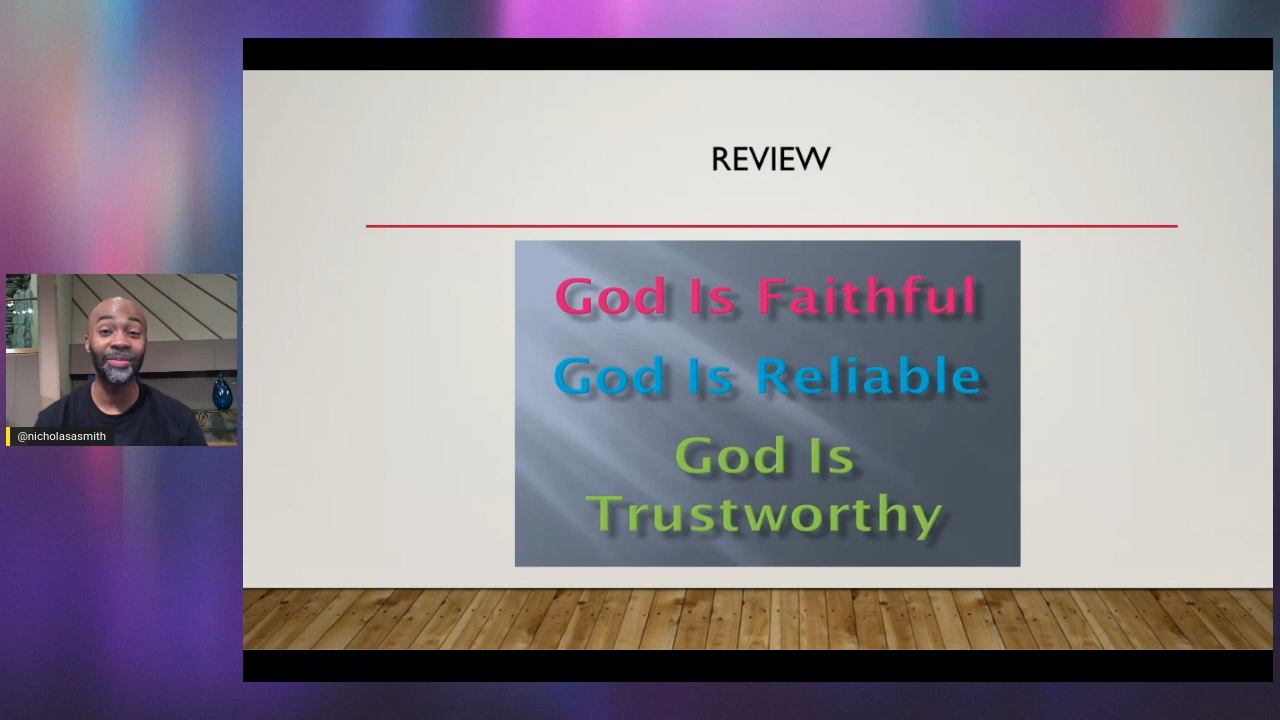 REVIEW
God Is Faithful
God Is Reliable
God Is
Trustworthy
@nicholasasmith